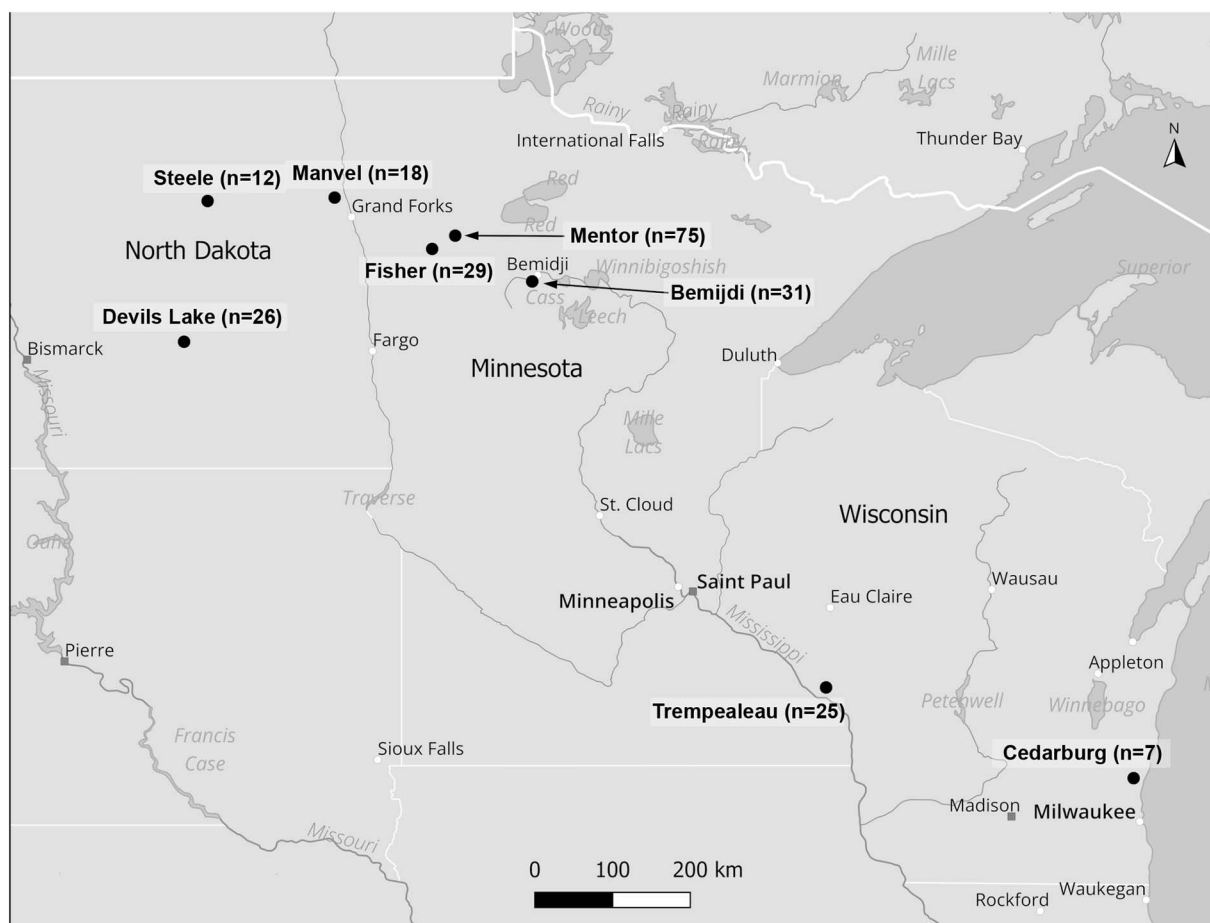 Woods
Mille
Lacs
Marmion
Rainy
Rainy
Rainy
International Falls
Thunder Bay
N
Steele (n=12)
Manvel (n=18)
Red
Grand Forks
Red
North Dakota
Mentor (n=75)
Fisher (n=29)
Bemidji
Winnibigoshish
Superior
Cass
Bemijdi (n=31)
Leech
Devils Lake (n=26)
Bismarck
Fargo
Duluth
Minnesota
Missouri
Mille
Lacs
Traverse
St. Cloud
Wisconsin
Oahe
Saint Paul
Wausau
Minneapolis
Eau Claire
Mississippi
Pierre
Appleton
Trempealeau (n=25)
Petenwell
Winnebago
Francis
Case
Sioux Falls
Cedarburg (n=7)
Madison
Milwaukee
Missouri
0 100 200 km
Rockford
Waukegan